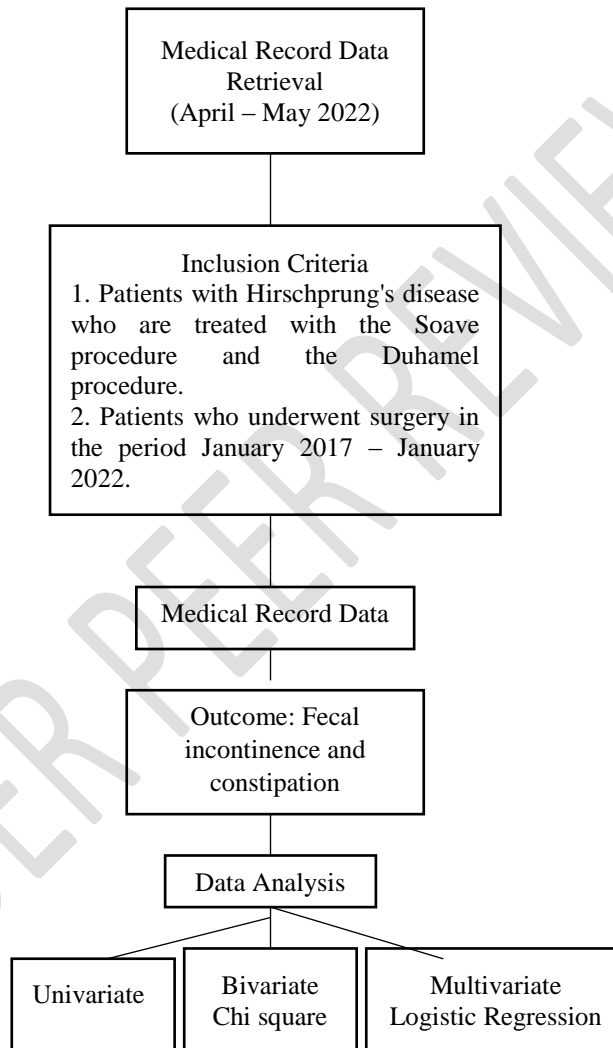 Medical Record Data
Retrieval
(April – May 2022)
Inclusion Criteria
1. Patients with Hirschprung's disease
who are treated with the Soave
procedure and the Duhamel
procedure.
2. Patients who underwent surgery in
the period January 2017 – January
2022.
Medical Record Data
Outcome: Fecal
incontinence and
constipation
Data Analysis
Univariate
Bivariate
Chi square
Multivariate
Logistic Regression
PEER REVIEW